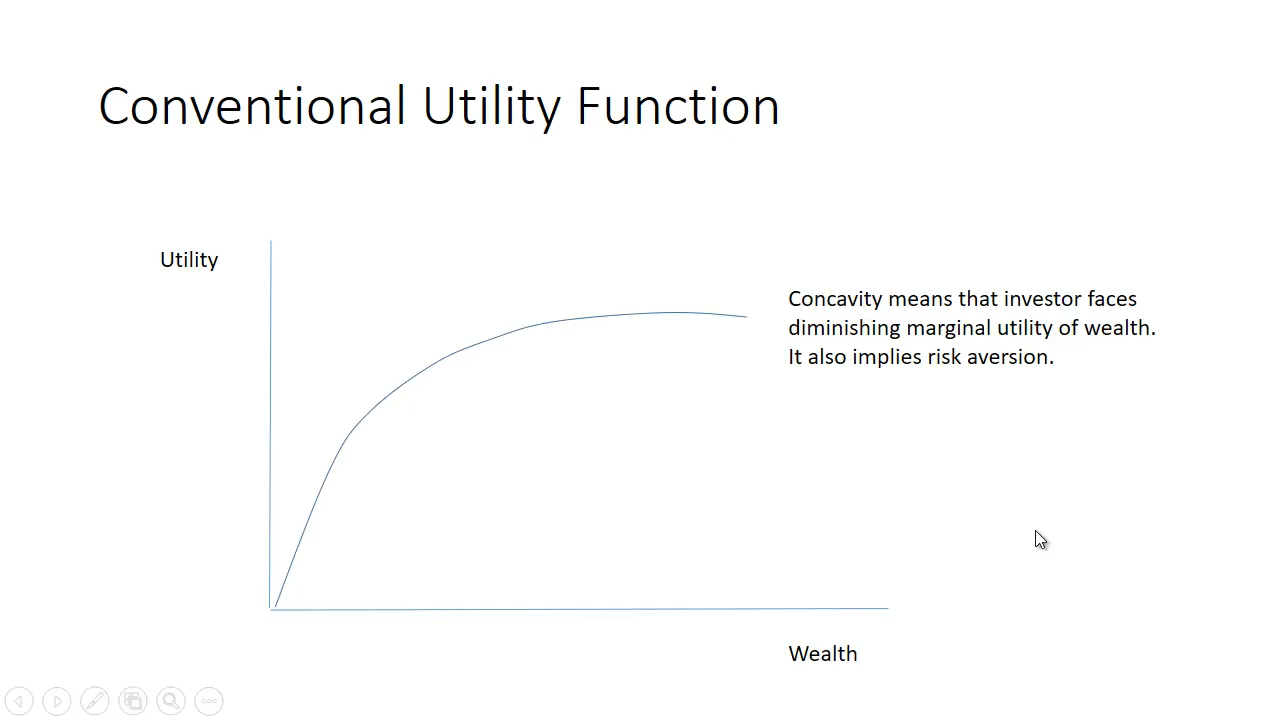 Conventional Utility Function
Utility
Concavity means that investor faces
diminishing marginal utility of wealth.
It also implies risk aversion.
Wealth